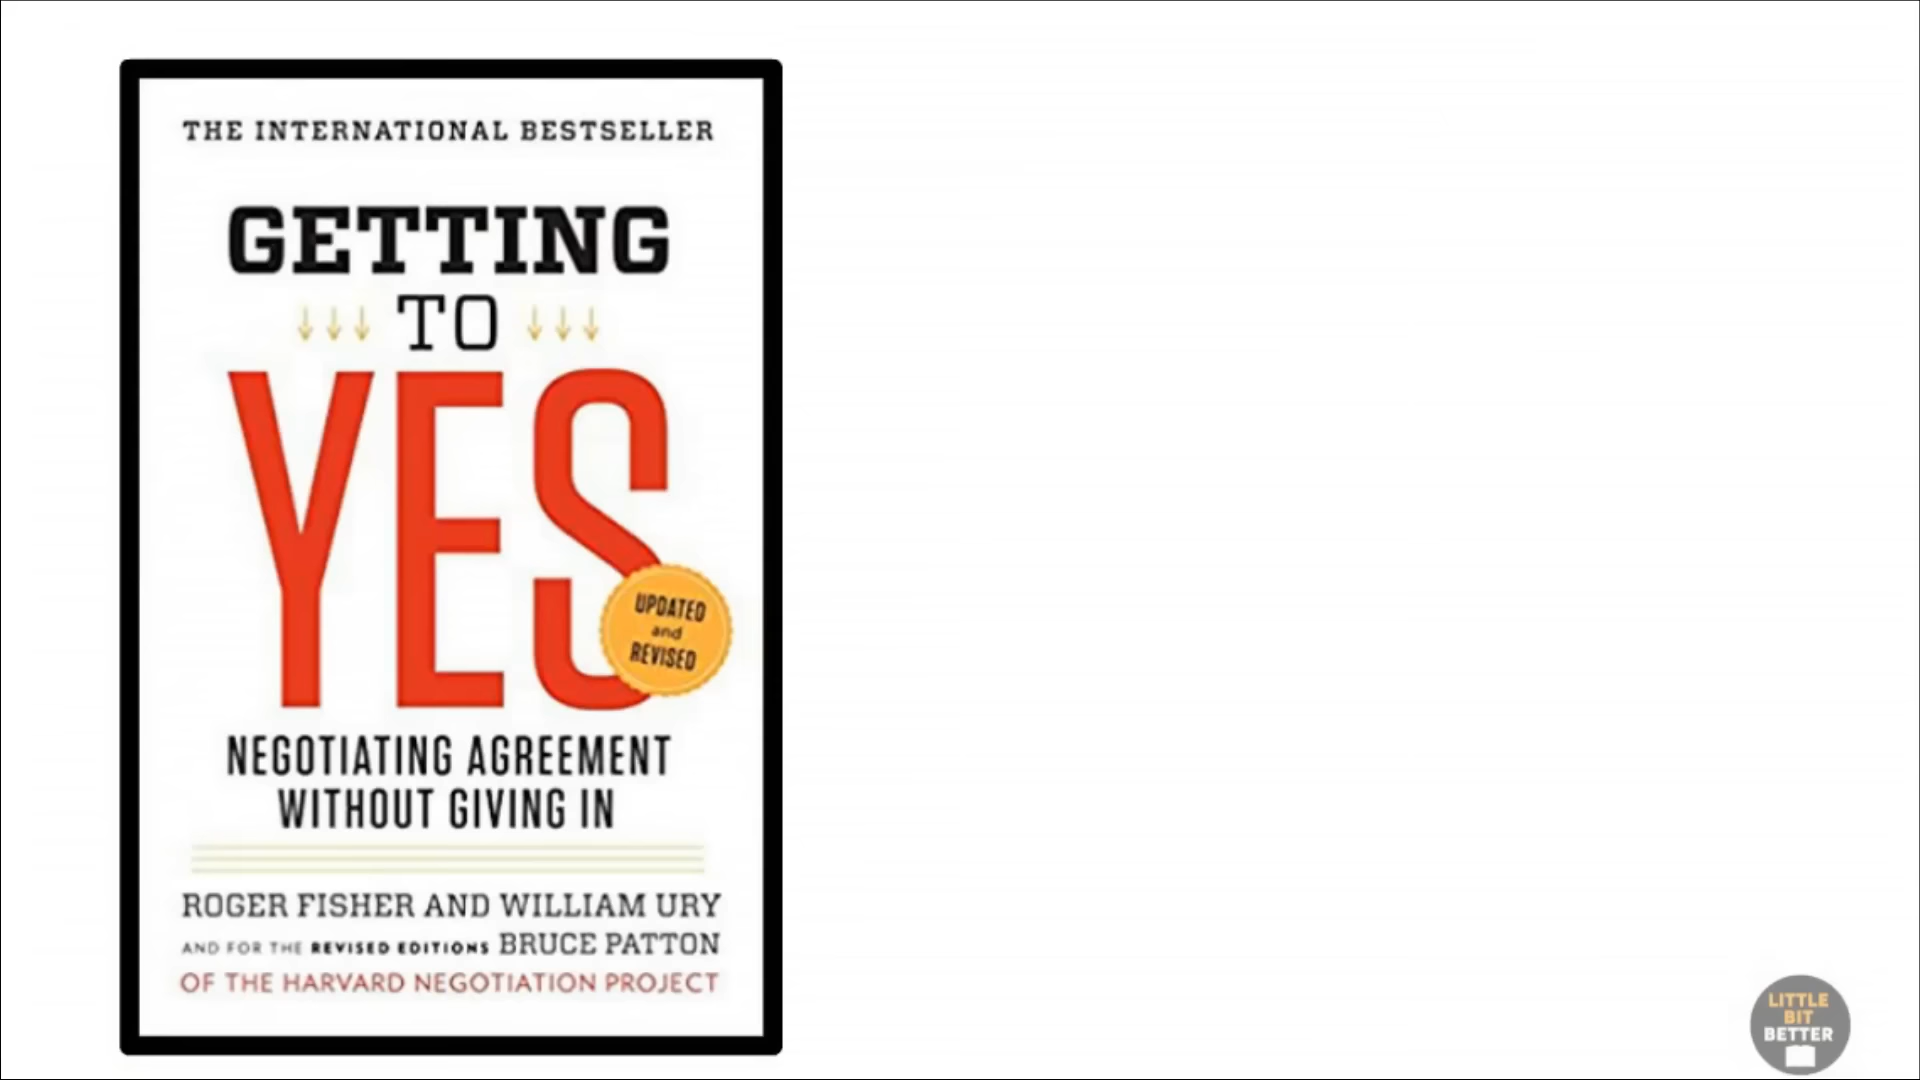 THE INTERNATIONAL BESTSELLER
GETTING
TO
YES
UPDATED
and
REVISED
NEGOTIATING AGREEMENT
WITHOUT GIVING IN
ROGER FISHER AND WILLIAM URY
AND FOR THE REVISED EDITIONS BRUCE PATTON
OF THE HARVARD NEGOTIATION PROJECT
LITTLE
BIT
BETTER